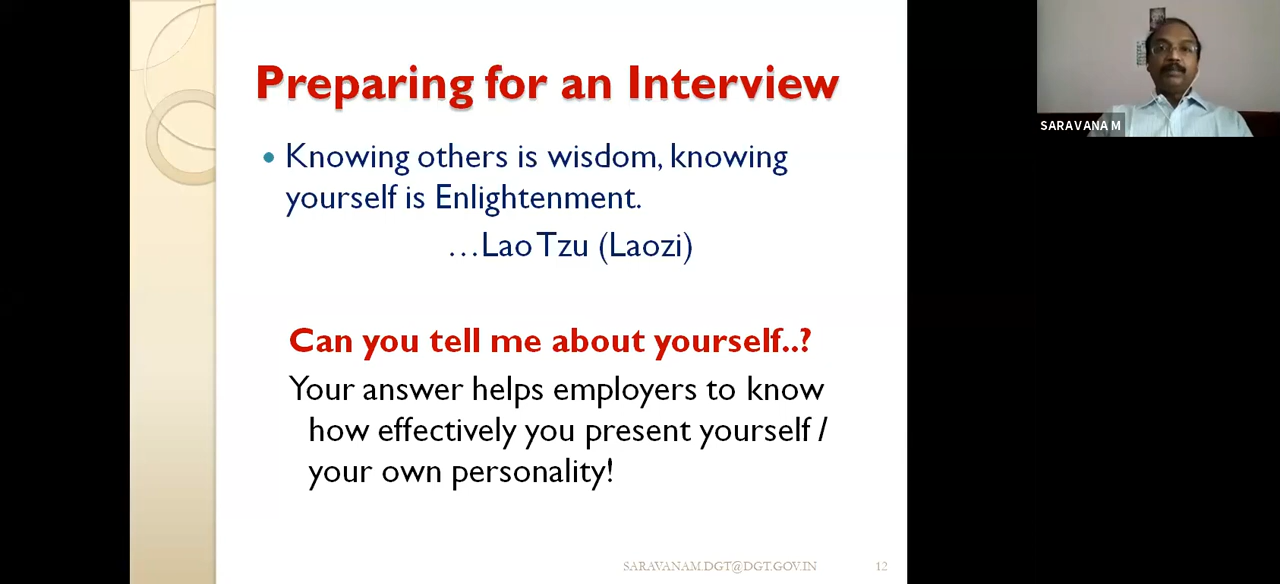 Preparing for an Interview
Knowing others is wisdom, knowing
yourself is Enlightenment.
…Lao Tzu (Laozi)
Can you tell me about yourself..?
Your answer helps employers to know
how effectively you present yourself /
your own personality!
SARAVANAM.DGT@DGT.GOV.IN
12
SARAVANA M